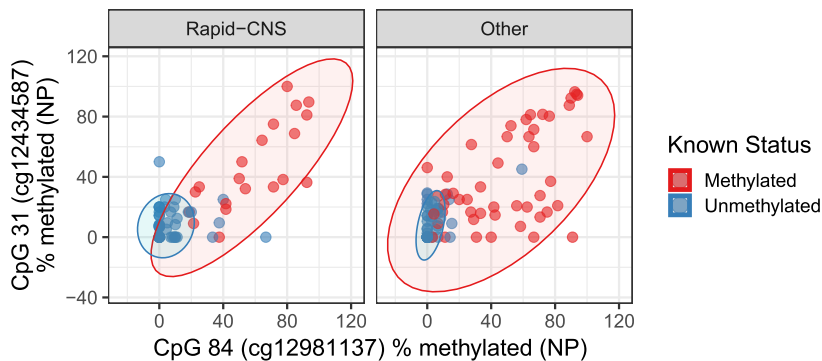 Rapid−CNS
Other
CpG 31 (cg12434587)
% methylated (NP)
120
80
40
0
−40
0 40 80 120
0 40 80 120
CpG 84 (cg12981137) % methylated (NP)
Known Status
Methylated
Unmethylated